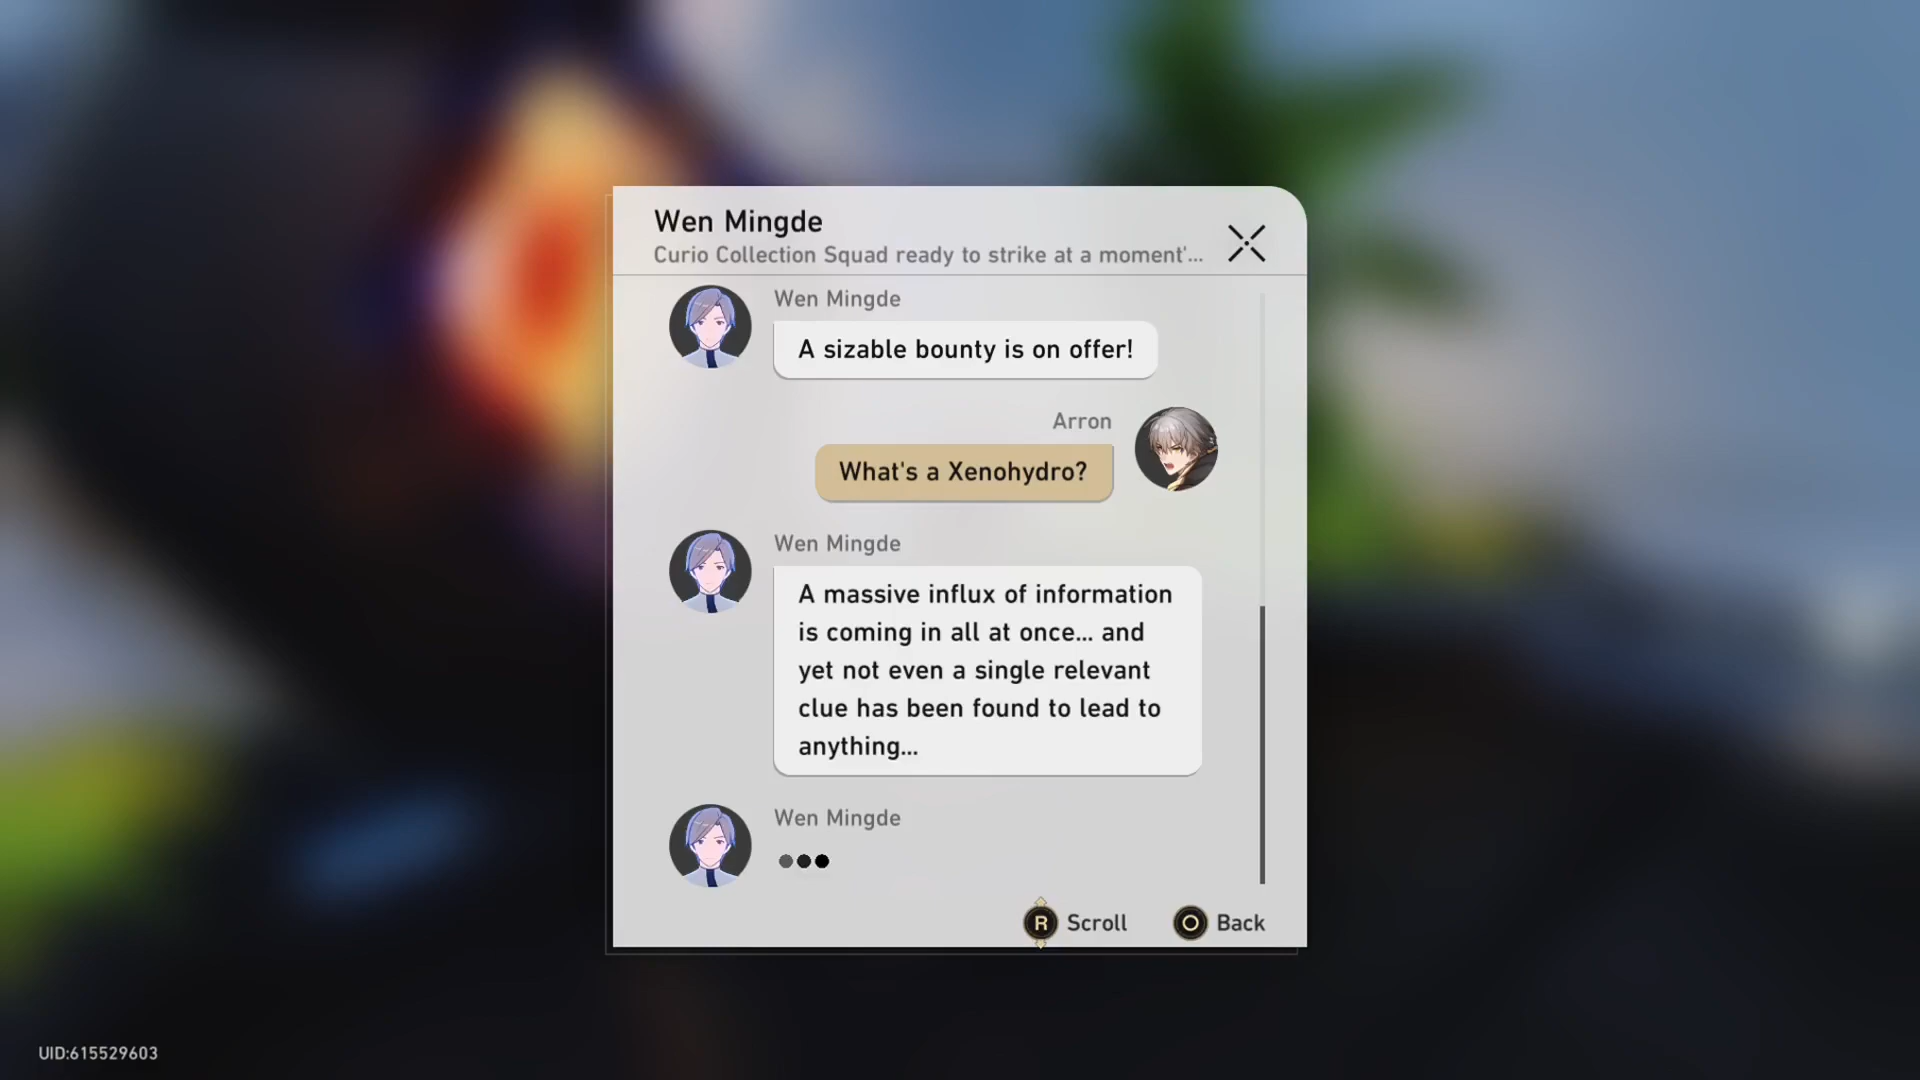 Wen Mingde
Curio Collection Squad ready to strike at a moment'...
Wen Mingde
A sizable bounty is on offer!
Arron
What's a Xenohydro?
Wen Mingde
A massive influx of information
is coming in all at once... and
yet not even a single relevant
clue has been found to lead to
anything...
Wen Mingde
R Scroll
Back
UID:615529603